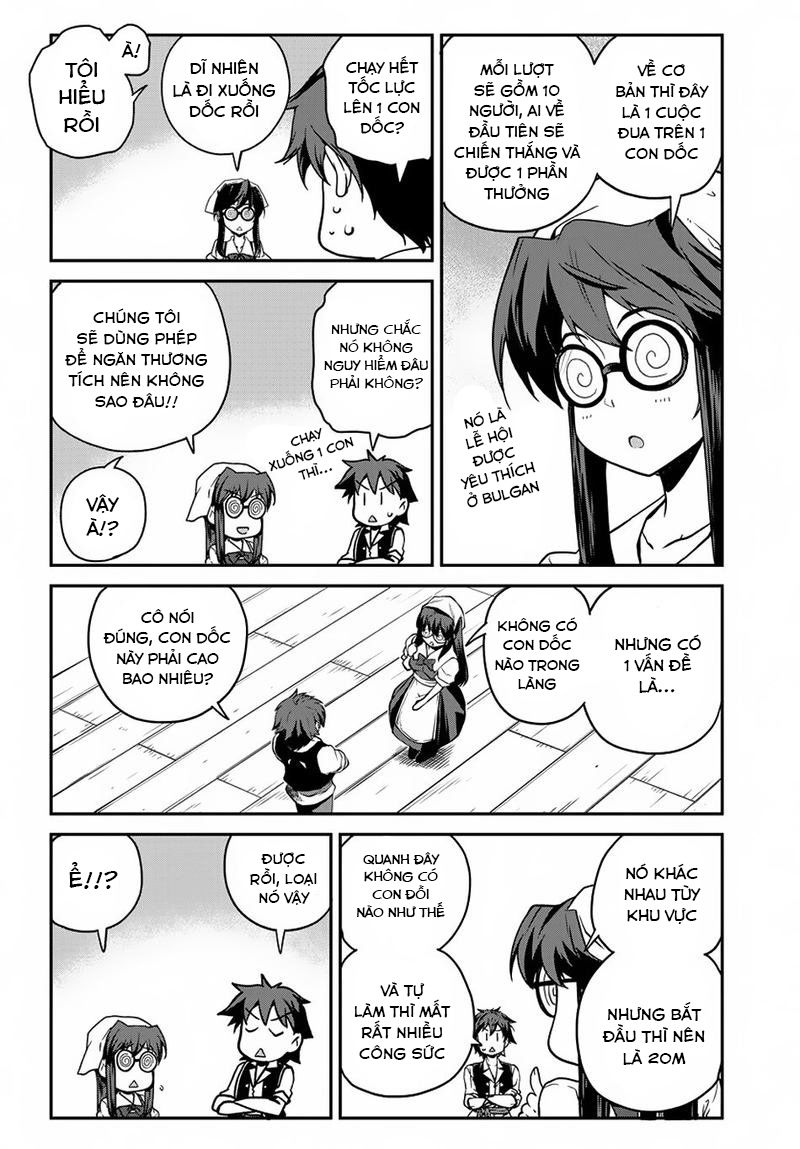 VỀ CƠ
BẢN THÌ ĐÂY
LÀ 1 CUỘC
ĐUA TRÊN 1
CON DỐC
MỖI LƯỢT
SẼ GỒM 10
NGƯỜI, AI VỀ
ĐẦU TIÊN SẼ
CHIẾN THẮNG VÀ
ĐƯỢC 1 PHẦN
THƯỞNG
NÓ LÀ
LỄ HỘI
ĐƯỢC
YÊU THÍCH
Ở BULGAN
CHẠY HẾT
TỐC LỰC
LÊN 1 CON
DỐC?
DĨ NHIÊN
LÀ ĐI XUỐNG
DỐC RỒI
À!
TÔI
HIỂU
RỒI
NHƯNG CHẮC
NÓ KHÔNG
NGUY HIỂM ĐÂU
PHẢI KHÔNG?
CHẠY
XUỐNG 1 CON
THÌ...
CHÚNG TÔI
SẼ DÙNG PHÉP
ĐỂ NGĂN THƯƠNG
TÍCH NÊN KHÔNG
SAO ĐÂU!!
VẬY
À!?
NHƯNG CÓ
1 VẤN ĐỀ
LÀ...
KHÔNG CÓ
CON DỐC
NÀO TRONG
LÀNG
CÔ NÓI
ĐÚNG, CON DỐC
NÀY PHẢI CAO
BAO NHIÊU?
NÓ KHÁC
NHAU TÙY
KHU VỰC
NHƯNG BẮT
ĐẦU THÌ NÊN
LÀ 20M
QUANH ĐÂY
KHÔNG CÓ
CON ĐỒI
NÀO NHƯ THẾ
VÀ TỰ
LÀM THÌ MẤT
RẤT NHIỀU
CÔNG SỨC
ĐƯỢC
RỒI, LOẠI
NÓ VẬY
Ể!!?